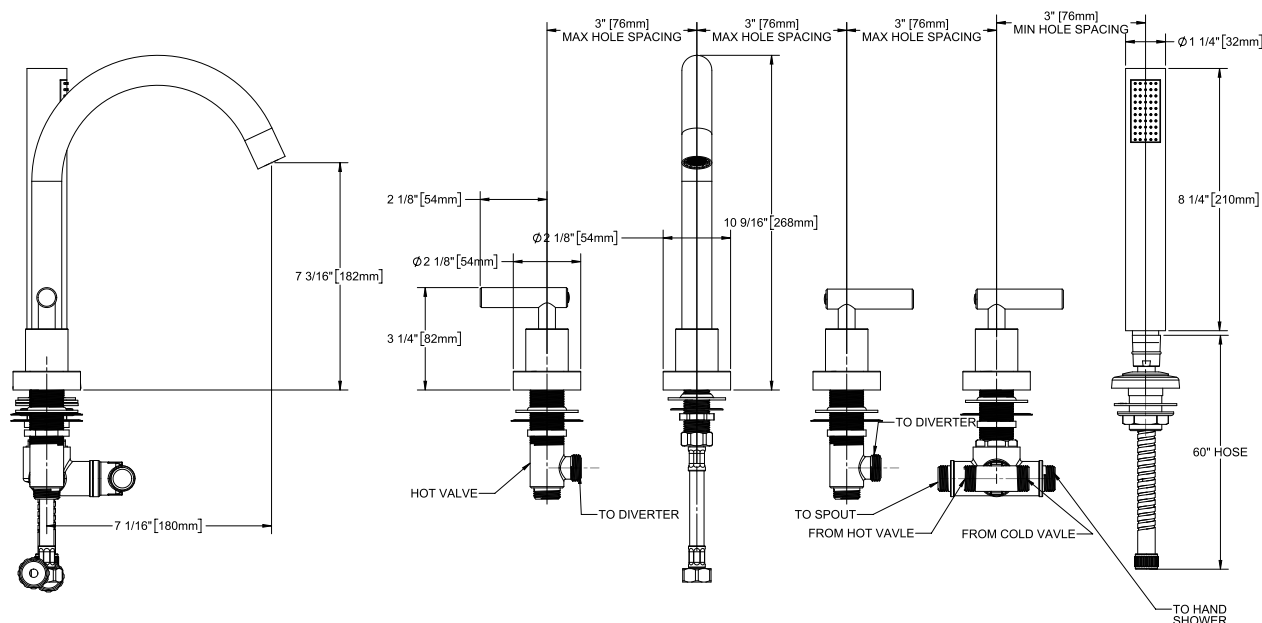 3" [76mm]
MAX HOLE SPACING
3" [76mm]
MAX HOLE SPACING
3" [76mm]
MAX HOLE SPACING
3" [76mm]
MIN HOLE SPACING
Ø1 1/4" [32mm]
2 1/8" [54mm]
8 1/4" [210mm]
10 9/16" [268mm]
Ø2 1/8" [54mm]
Ø2 1/8" [54mm]
7 3/16" [182mm]
3 1/4" [82mm]
TO DIVERTER
60" HOSE
HOT VALVE
TO DIVERTER
TO SPOUT
7 1/16" [180mm]
FROM HOT VAVLE
FROM COLD VAVLE
TO HAND
SHOWER